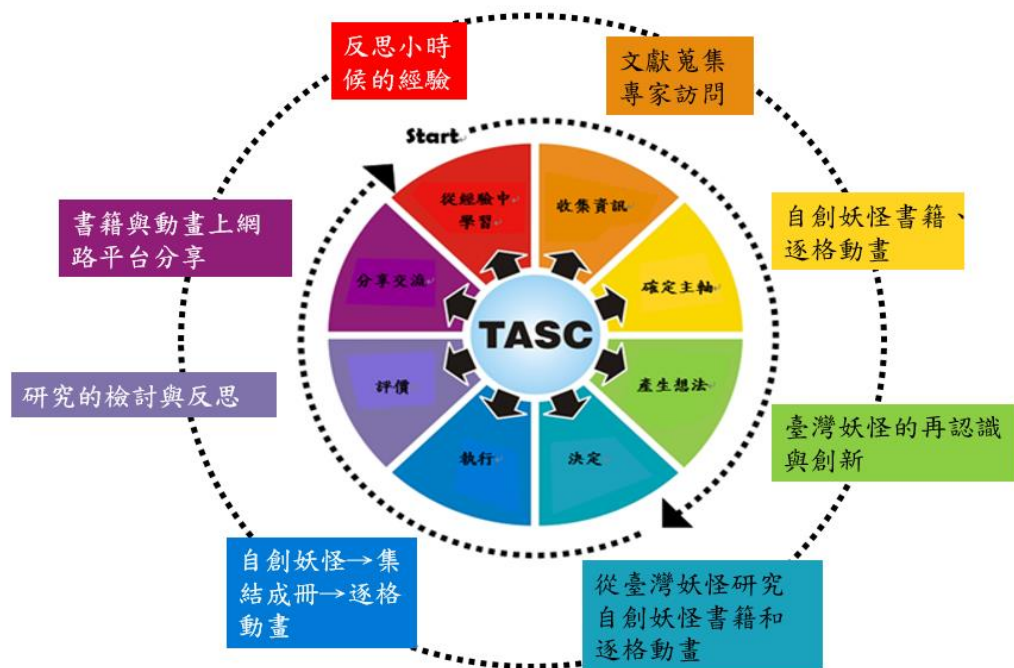 反思小時
候的經驗
文獻蒐集
專家訪問
Start
從經驗中
學習
收集資訊
書籍與動畫上網
路平台分享
自創妖怪書籍、
逐格動畫
分享交流
確定主軸
TASC
研究的檢討與反思
評價
產生想法
臺灣妖怪的再認識
與創新
執行
決定
自創妖怪→集
結成冊→逐格
動畫
從臺灣妖怪研究
自創妖怪書籍和
逐格動畫